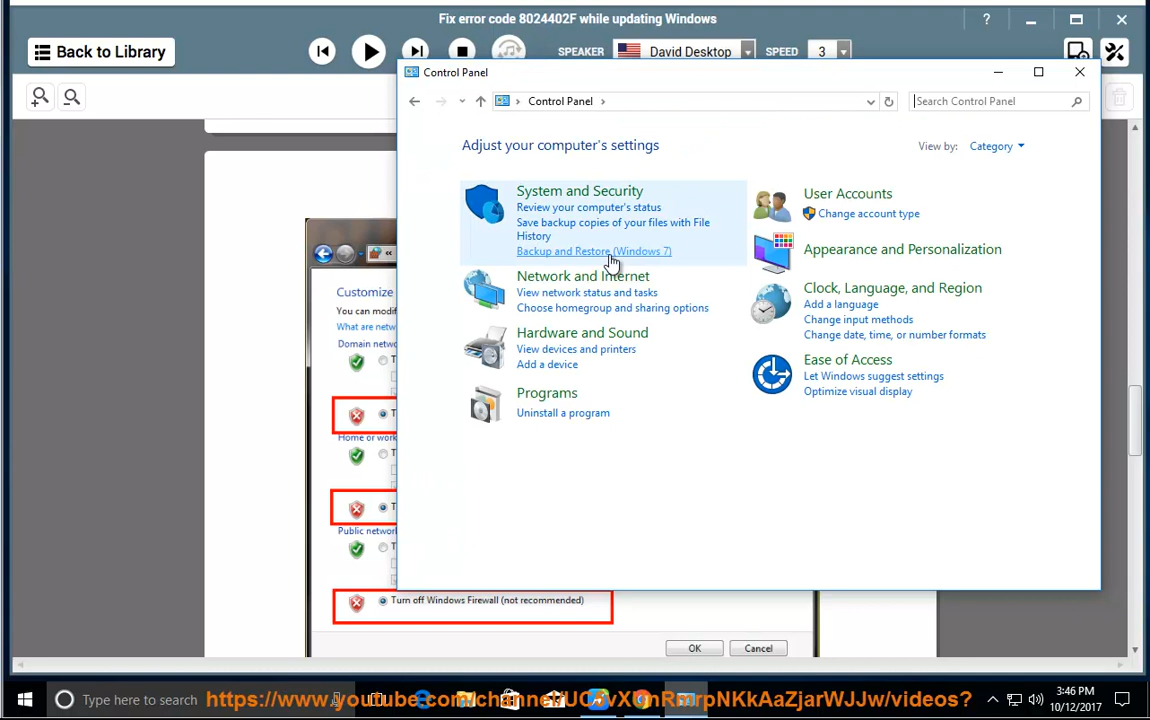 Fix error code 8024402F while updating Windows
?
Back to Library
SPEAKER
David Desktop
SPEED
3
Control Panel
Control Panel
Search Control Panel
Adjust your computer's settings
View by: Category
System and Security
Review your computer's status
Save backup copies of your files with File
History
Backup and Restore (Windows 7)
Network and Internet
View network status and tasks
Choose homegroup and sharing options
Hardware and Sound
View devices and printers
Add a device
Programs
Uninstall a program
User Accounts
Change account type
Appearance and Personalization
Clock, Language, and Region
Add a language
Change input methods
Change date, time, or number formats
Ease of Access
Let Windows suggest settings
Optimize visual display
Customize
You can modif
What are netw
Domain netw
T
T
Home or work
T
T
Public network
T
Turn off Windows Firewall (not recommended)
OK
Cancel
Type here to search
3:46 PM
10/12/2017